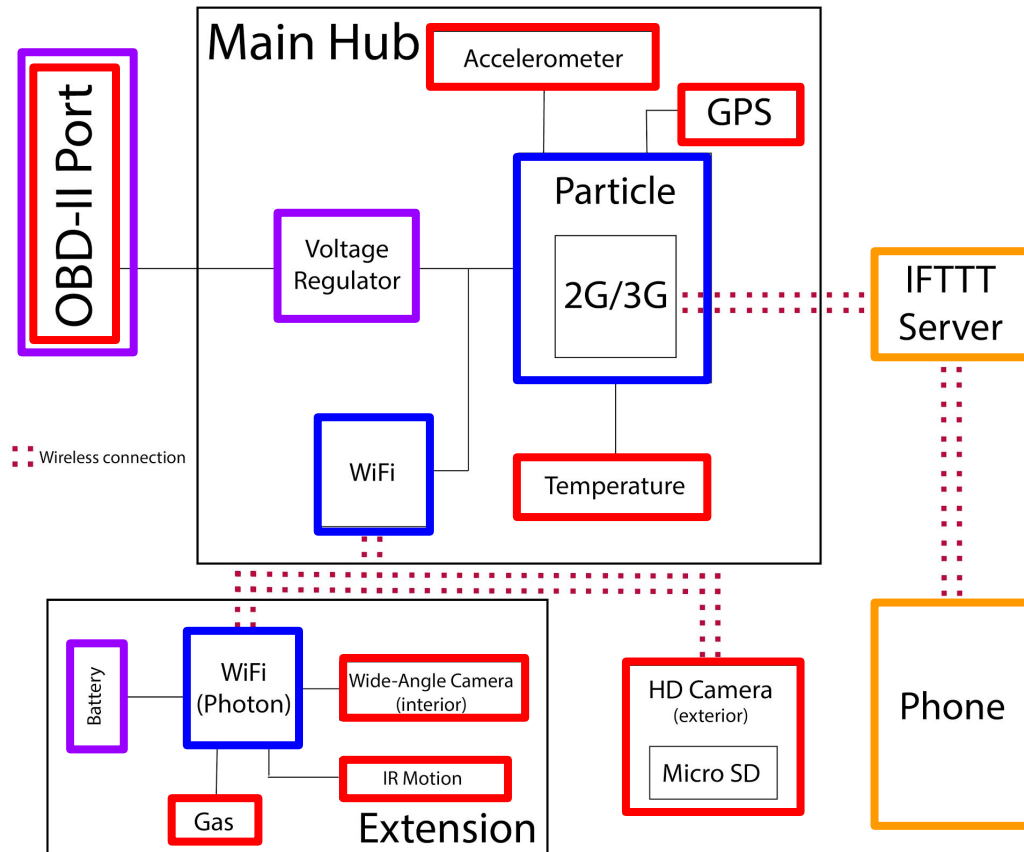 Main Hub
Accelerometer
GPS
OBD-II Port
Particle
2G/3G
Voltage
Regulator
IFTTT
Server
WiFi
Temperature
Wireless connection
WiFi
(Photon)
Battery
Wide-Angle Camera
(interior)
IR Motion
Gas
Extension
HD Camera
(exterior)
Micro SD
Phone